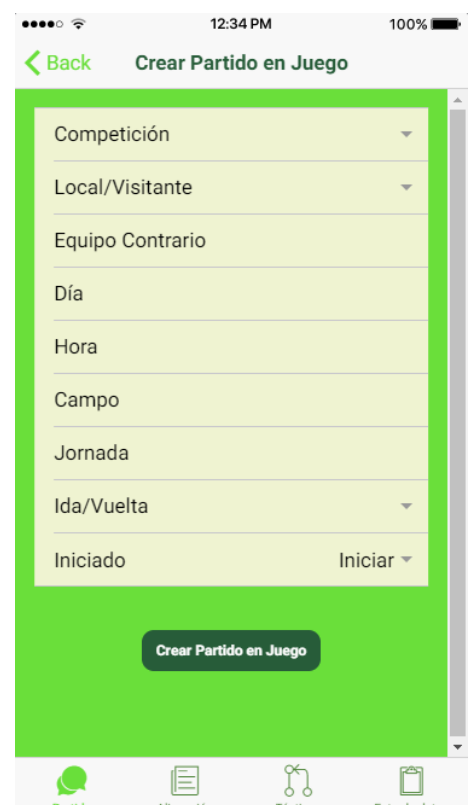 12:34 PM 100%
Back Crear Partido en Juego
Competición
Local/Visitante
Equipo Contrario
Día
Hora
Campo
Jornada
Ida/Vuelta
Iniciado Iniciar
Crear Partido en Juego